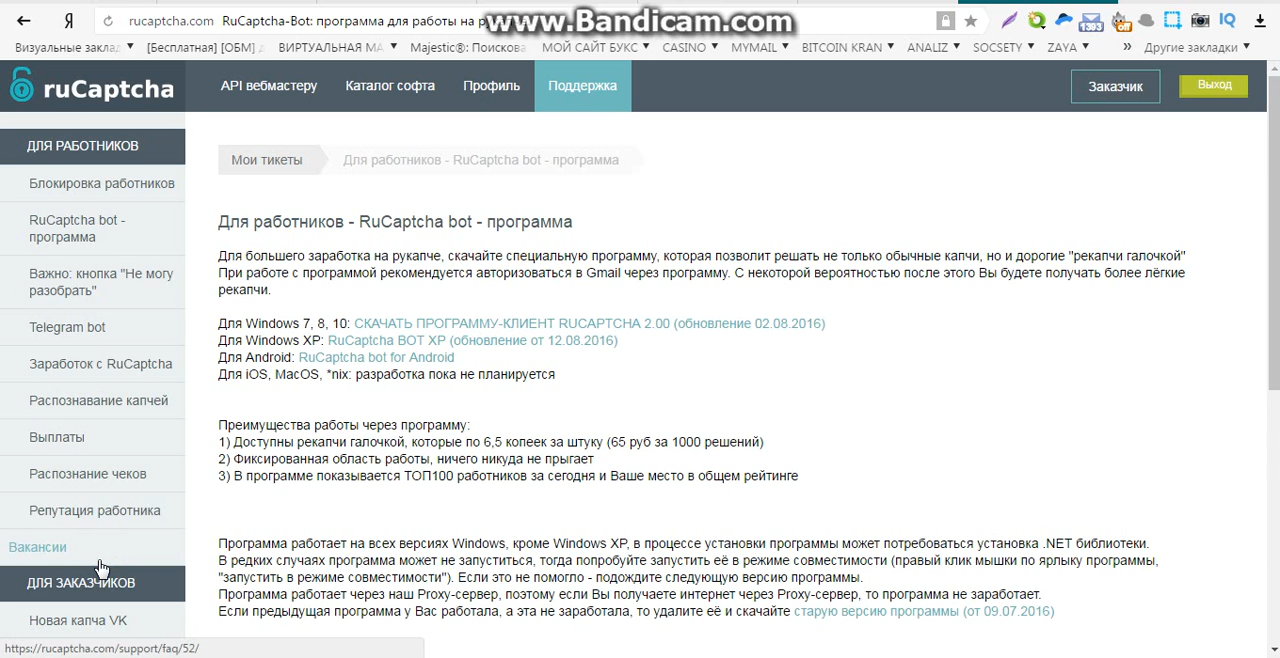 Я
rucaptcha.com RuCaptcha-Bot: программа для работы на
www.Bandicam.com
1393
off
IQ
Визуальные заклад
[Бесплатная] [ОБМ]
ВИРТУАЛЬНАЯ МА
Majestic®: Поискова
МОЙ САЙТ БУКС
CASINO
MYMAIL
BITCOIN KRAN
ANALIZ
SOCSETY
ZAYA
»
Другие закладки
ruCaptcha
API вебмастеру
Каталог софта
Профиль
Поддержка
Заказчик
Выход
ДЛЯ РАБОТНИКОВ
Блокировка работников
RuCaptcha bot -
программа
Важно: кнопка "Не могу
разобрать"
Telegram bot
Заработок с RuCaptcha
Распознавание капчей
Выплаты
Распознание чеков
Репутация работника
Вакансии
ДЛЯ ЗАКАЗЧИКОВ
Новая капча VK
Мои тикеты
Для работников - RuCaptcha bot - программа
Для работников - RuCaptcha bot - программа
Для большего заработка на рукапче, скачайте специальную программу, которая позволит решать не только обычные капчи, но и дорогие "рекапчи галочкой"
При работе с программой рекомендуется авторизоваться в Gmail через программу. С некоторой вероятностью после этого Вы будете получать более лёгкие
рекапчи.
Для Windows 7, 8, 10: СКАЧАТЬ ПРОГРАММУ-КЛИЕНТ RUCAPTCHA 2.00 (обновление 02.08.2016)
Для Windows XP: RuCaptcha BOT XP (обновление от 12.08.2016)
Для Android: RuCaptcha bot for Android
Для iOS, MacOS, *nix: разработка пока не планируется
Преимущества работы через программу:
1) Доступны рекапчи галочкой, которые по 6,5 копеек за штуку (65 руб за 1000 решений)
2) Фиксированная область работы, ничего никуда не прыгает
3) В программе показывается ТОП100 работников за сегодня и Ваше место в общем рейтинге
Программа работает на всех версиях Windows, кроме Windows XP, в процессе установки программы может потребоваться установка .NET библиотеки.
В редких случаях программа может не запуститься, тогда попробуйте запустить её в режиме совместимости (правый клик мышки по ярлыку программы,
"запустить в режиме совместимости"). Если это не помогло - подождите следующую версию программы.
Программа работает через наш Proxy-сервер, поэтому если Вы получаете интернет через Proxy-сервер, то программа не заработает.
Если предыдущая программа у Вас работала, а эта не заработала, то удалите её и скачайте старую версию программы (от 09.07.2016)
https://rucaptcha.com/support/faq/52/